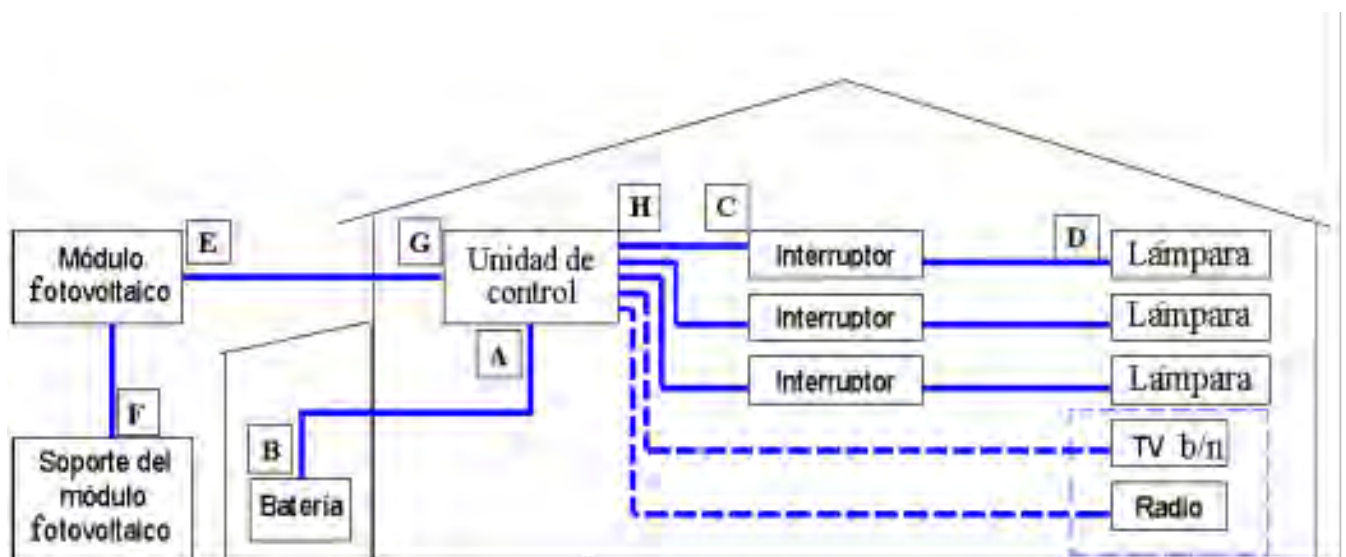 H
C
E
G
D
Módulo
fotovoltaico
Unidad de
control
Interruptor
Lámpara
Interruptor
Lámpara
A
Interruptor
Lámpara
F
B
TV b/n
Soporte del
módulo
fotovoltaico
Batería
Radio